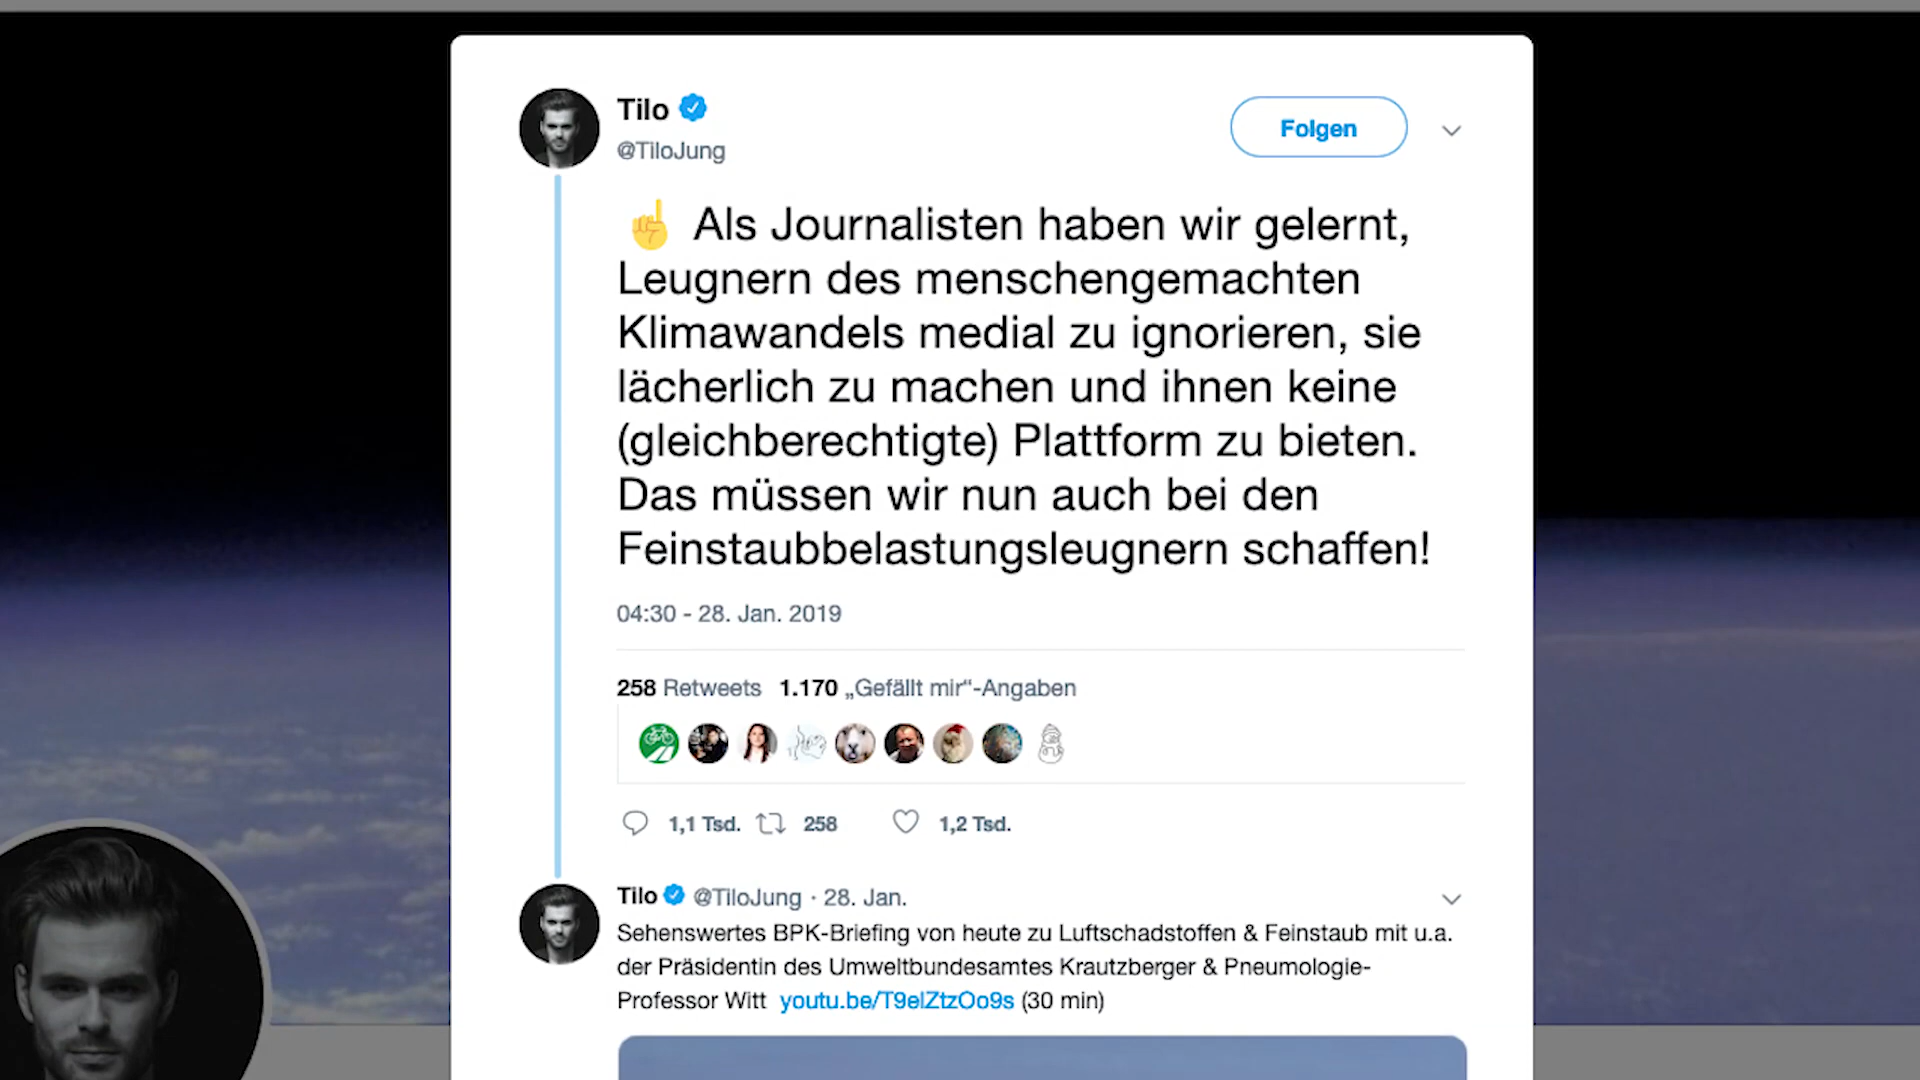 Tilo
@TiloJung
Folgen
☝ Als Journalisten haben wir gelernt,
Leugnern des menschengemachten
Klimawandels medial zu ignorieren, sie
lächerlich zu machen und ihnen keine
(gleichberechtigte) Plattform zu bieten.
Das müssen wir nun auch bei den
Feinstaubbelastungsleugnern schaffen!
04:30 - 28. Jan. 2019
258 Retweets 1.170 „Gefällt mir“-Angaben
1,1 Tsd. 258 1,2 Tsd.
Tilo @TiloJung · 28. Jan.
Sehenswertes BPK-Briefing von heute zu Luftschadstoffen & Feinstaub mit u.a.
der Präsidentin des Umweltbundesamtes Krautzberger & Pneumologie-
Professor Witt youtu.be/T9elZtzOo9s (30 min)